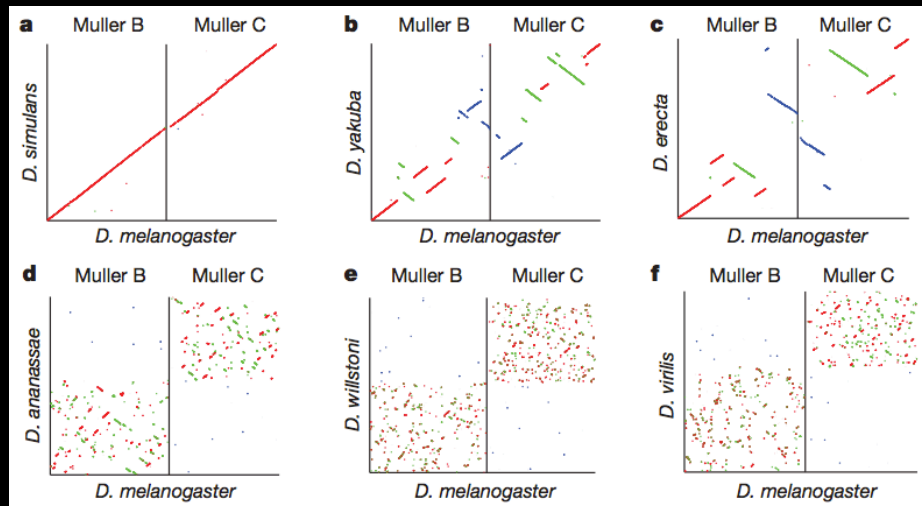 a Muller B Muller C
D. simulans
D. melanogaster
b Muller B Muller C
D. yakuba
D. melanogaster
c Muller B Muller C
D. erecta
D. melanogaster
d Muller B Muller C
D. ananassae
D. melanogaster
e Muller B Muller C
D. willstoni
D. melanogaster
f Muller B Muller C
D. virilis
D. melanogaster